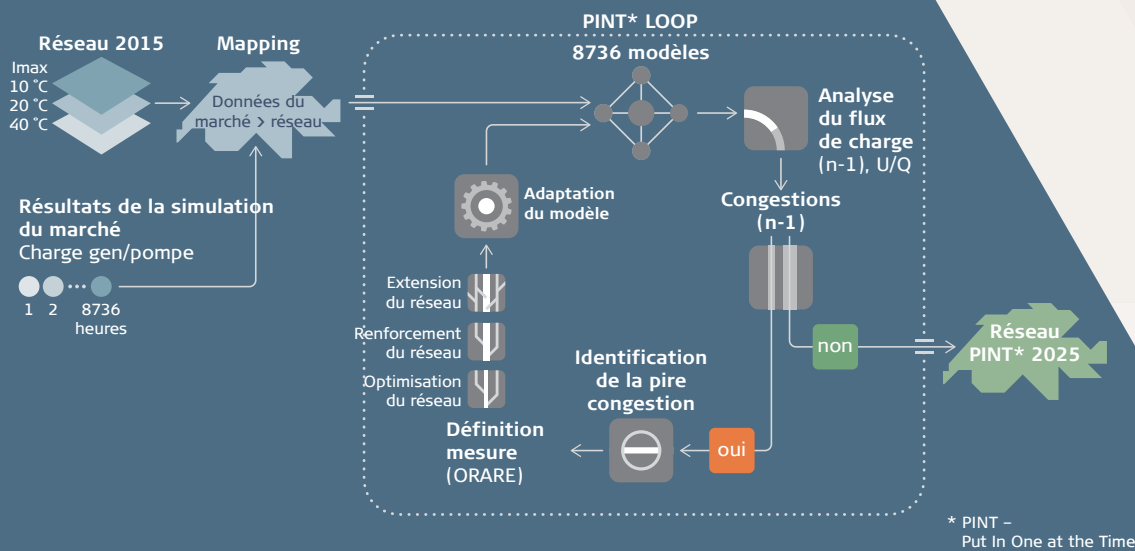 PINT* LOOP
Réseau 2015
Mapping
8736 modèles
Imax
10 °C
20 °C
40 °C
Données du
marché > réseau
Analyse
du flux
de charge
(n-1), U/Q
Adaptation
du modèle
Résultats de la simulation
du marché
Charge gen/pompe
1 2 ••• 8736
heures
Congestions
(n-1)
Extension
du réseau
Renforcement
du réseau
Optimisation
du réseau
non
Réseau
PINT* 2025
Identification
de la pire
congestion
oui
Définition
mesure
(ORARE)
* PINT –
Put In One at the Time